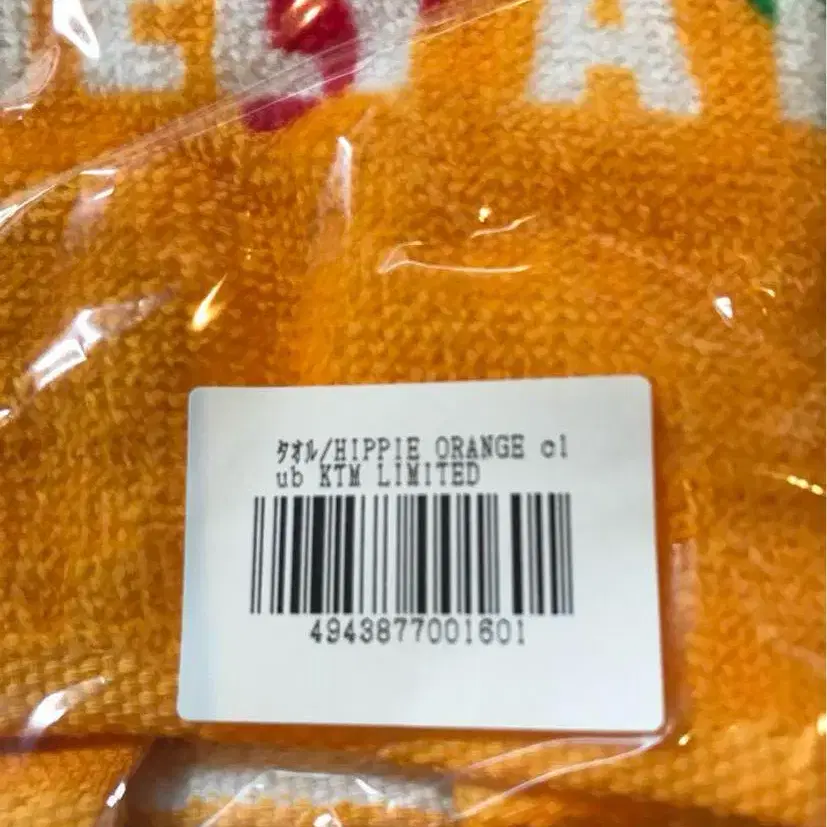 タオル/HIPPIE ORANGE cl
ub KTM LIMITED
4943877001601